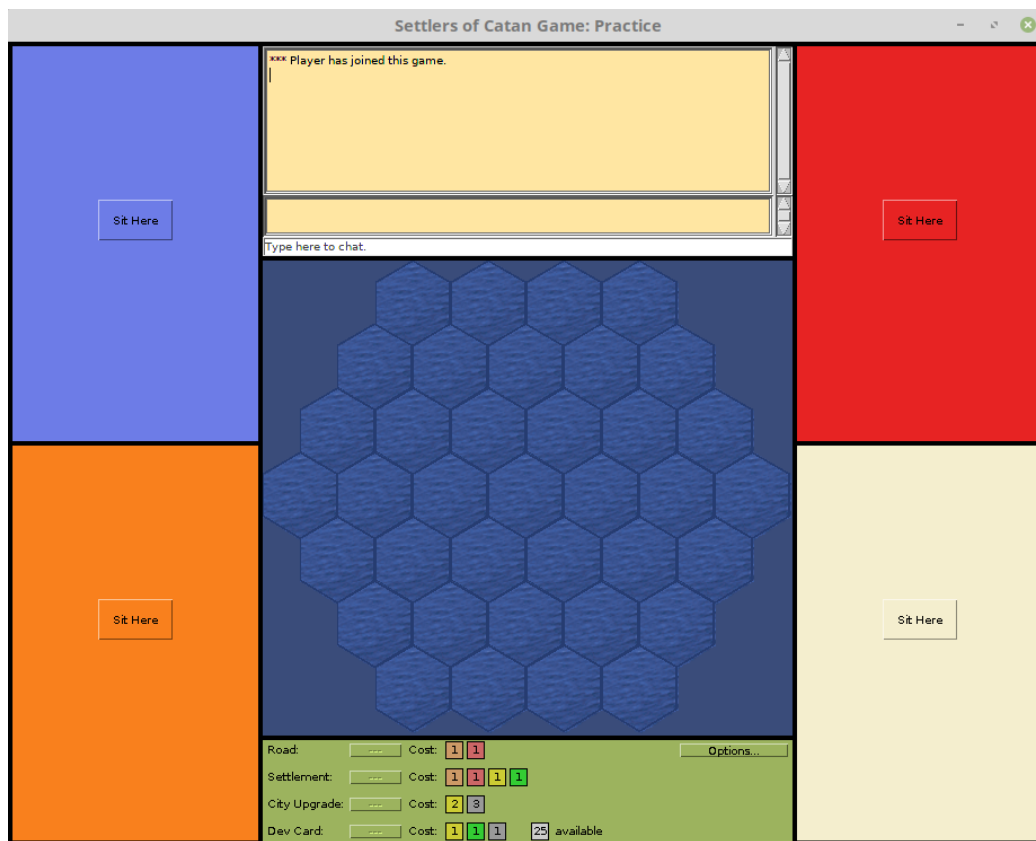 Settlers of Catan Game: Practice
*** Player has joined this game.
Sit Here
Sit Here
Type here to chat.
Sit Here
Sit Here
Road: --- Cost: 1 1 Options...
Settlement: --- Cost: 1 1 1 1
City Upgrade: --- Cost: 2 3
Dev Card: --- Cost: 1 1 1 25 available